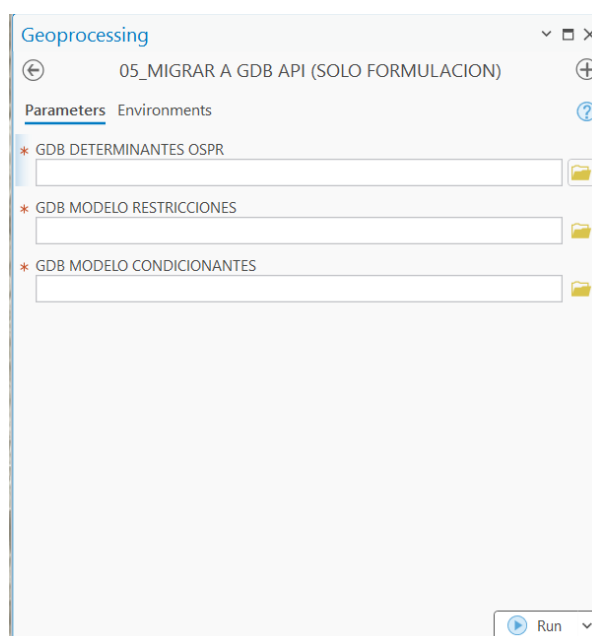 Geoprocessing
05_MIGRAR A GDB API (SOLO FORMULACION)
Parameters Environments
?
* GDB DETERMINANTES OSPR
* GDB MODELO RESTRICCIONES
* GDB MODELO CONDICIONANTES
Run